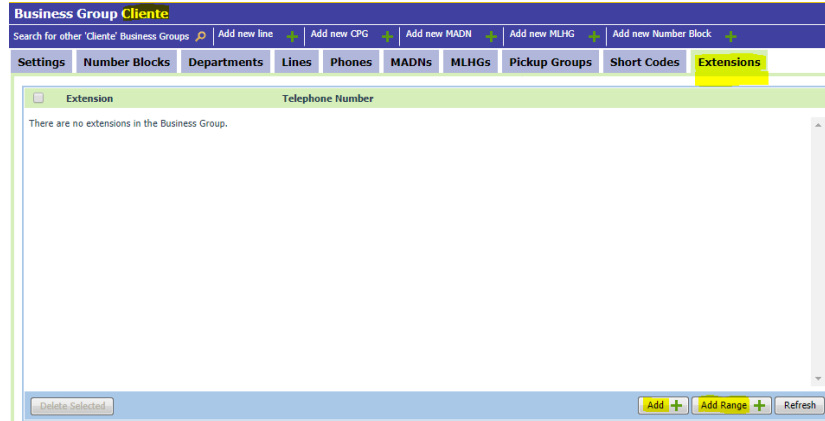 Business Group Cliente
Search for other 'Cliente' Business Groups Add new line Add new CPG Add new MADN Add new MLHG Add new Number Block
Settings Number Blocks Departments Lines Phones MADNs MLHGs Pickup Groups Short Codes Extensions
Extension Telephone Number
There are no extensions in the Business Group.
Delete Selected Add Add Range Refresh